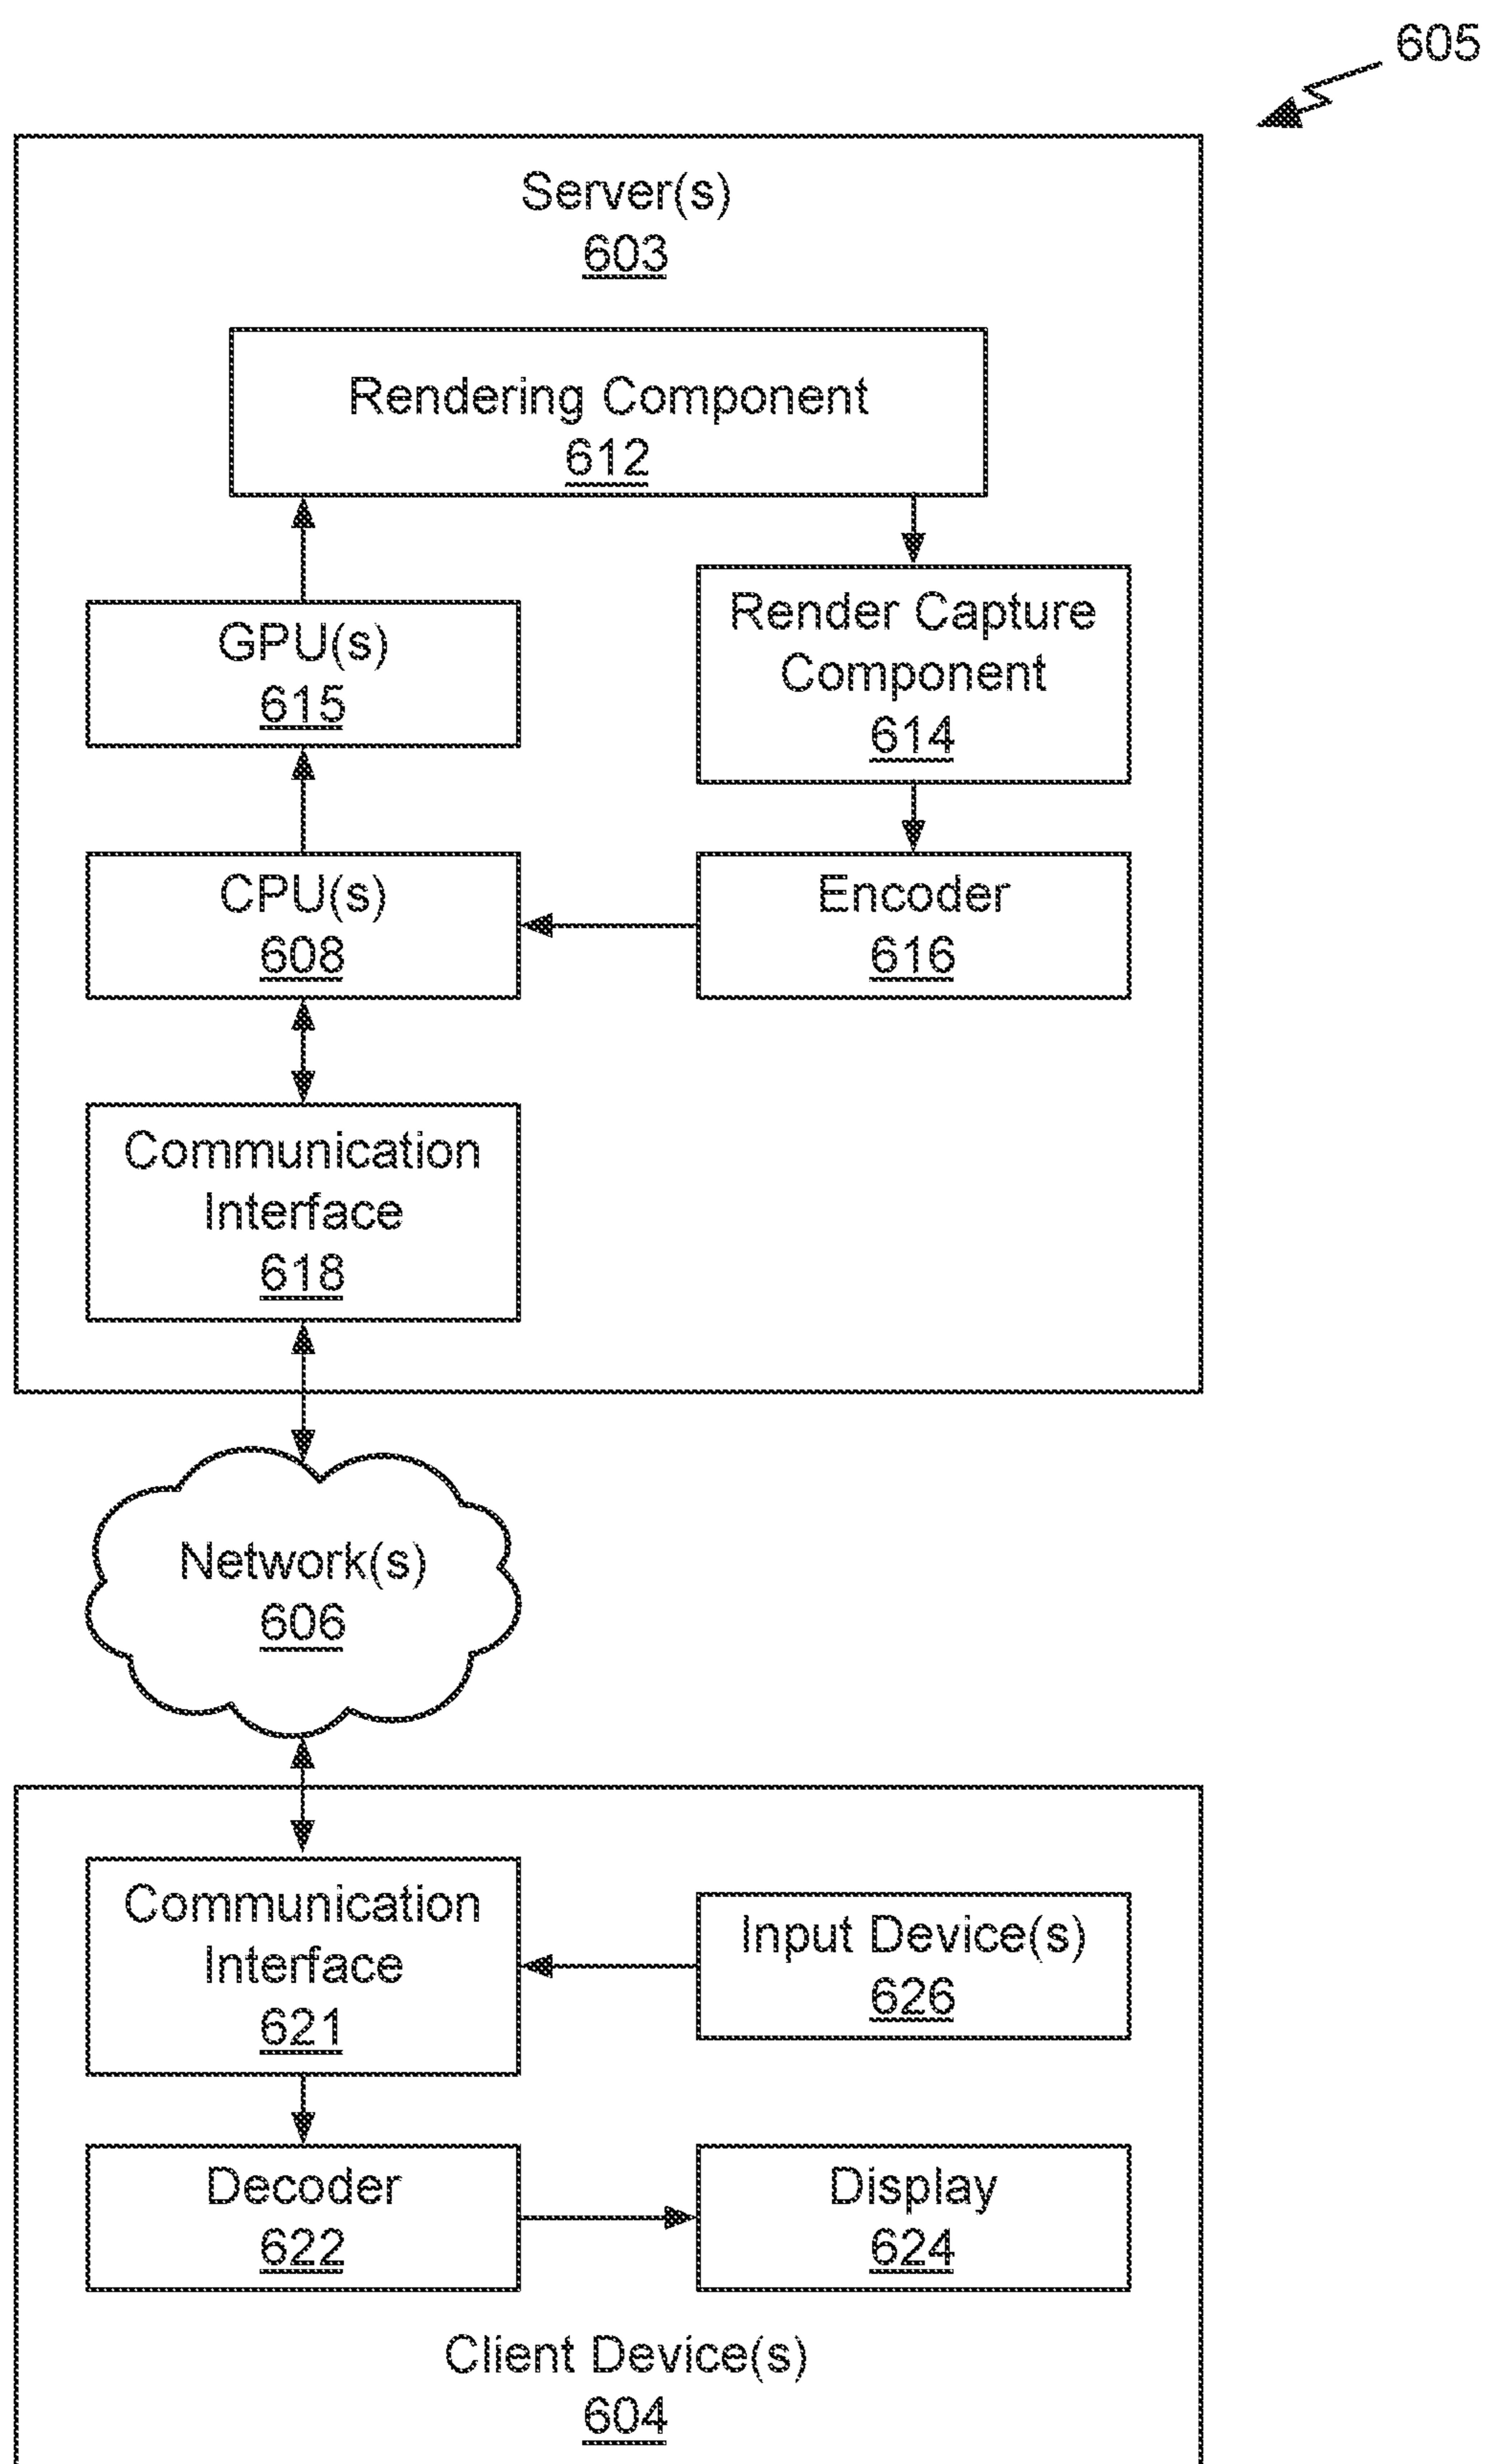 605
Server(s)
603
Rendering Component
612
GPU(s)
615
Render Capture
Component
614
CPU(s)
608
Encoder
616
Communication
Interface
618
Network(s)
606
Communication
Interface
621
Input Device(s)
626
Decoder
622
Display
624
Client Device(s)
604